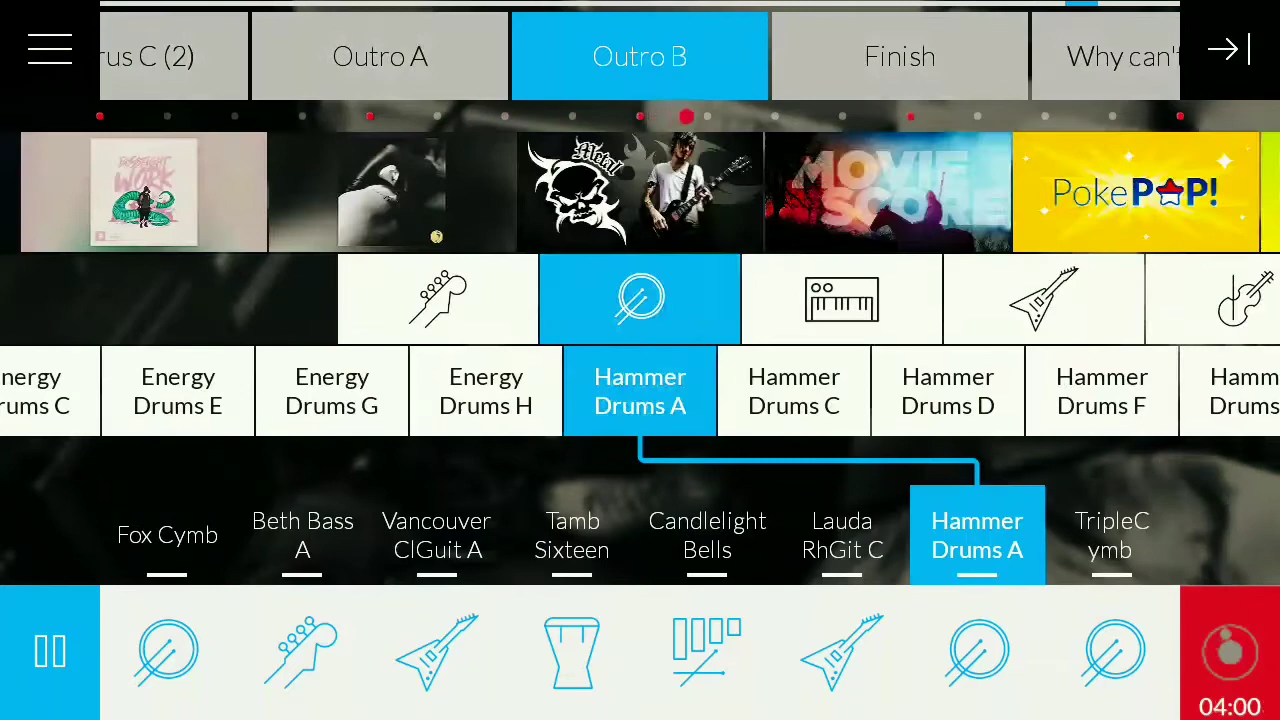 rus C (2)
Outro A
Outro B
Finish
Why can't
WORK
Metal
MOVIE
SCORE
PokePOP!
nergy
rums C
Energy
Drums E
Energy
Drums G
Energy
Drums H
Hammer
Drums A
Hammer
Drums C
Hammer
Drums D
Hammer
Drums F
Hamm
Drums
Fox Cymb
Beth Bass
A
Vancouver
ClGuit A
Tamb
Sixteen
Candlelight
Bells
Lauda
RhGit C
Hammer
Drums A
TripleC
ymb
04:00